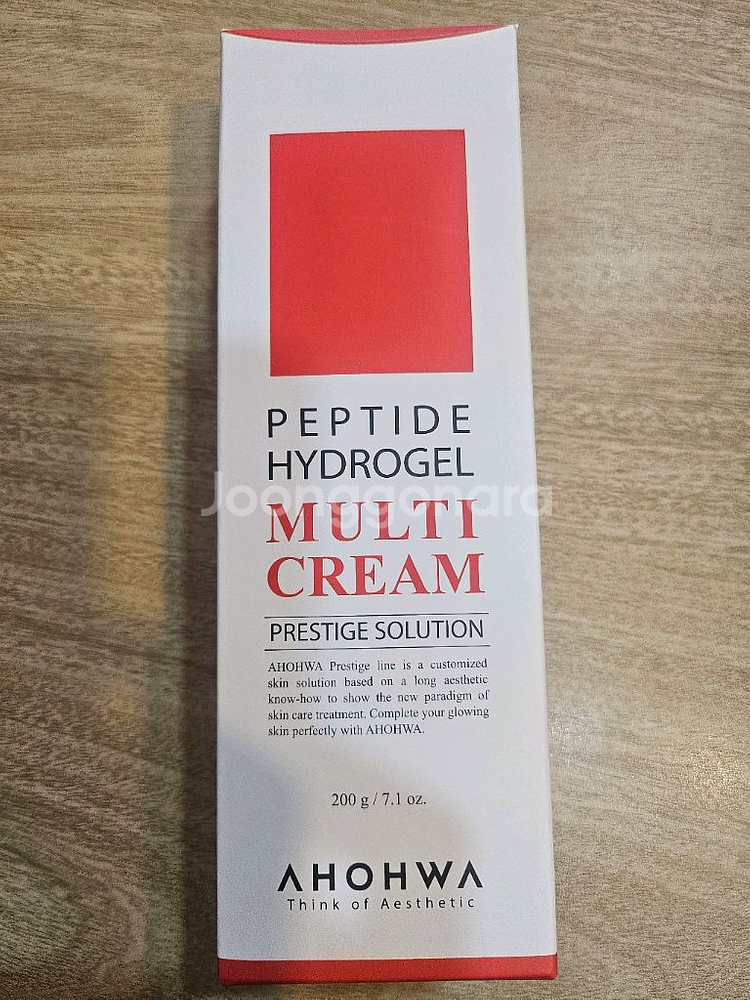 PEPTIDE
HYDROGEL
Joonggonara
MULTI
CREAM
PRESTIGE SOLUTION
AHOHWA Prestige line is a customized
skin solution based on a long aesthetic
know-how to show the new paradigm of
skin care treatment. Complete your glowing
skin perfectly with AHOHWA.
200 g / 7.1 oz.
AHOHWA
Think of Aesthetic